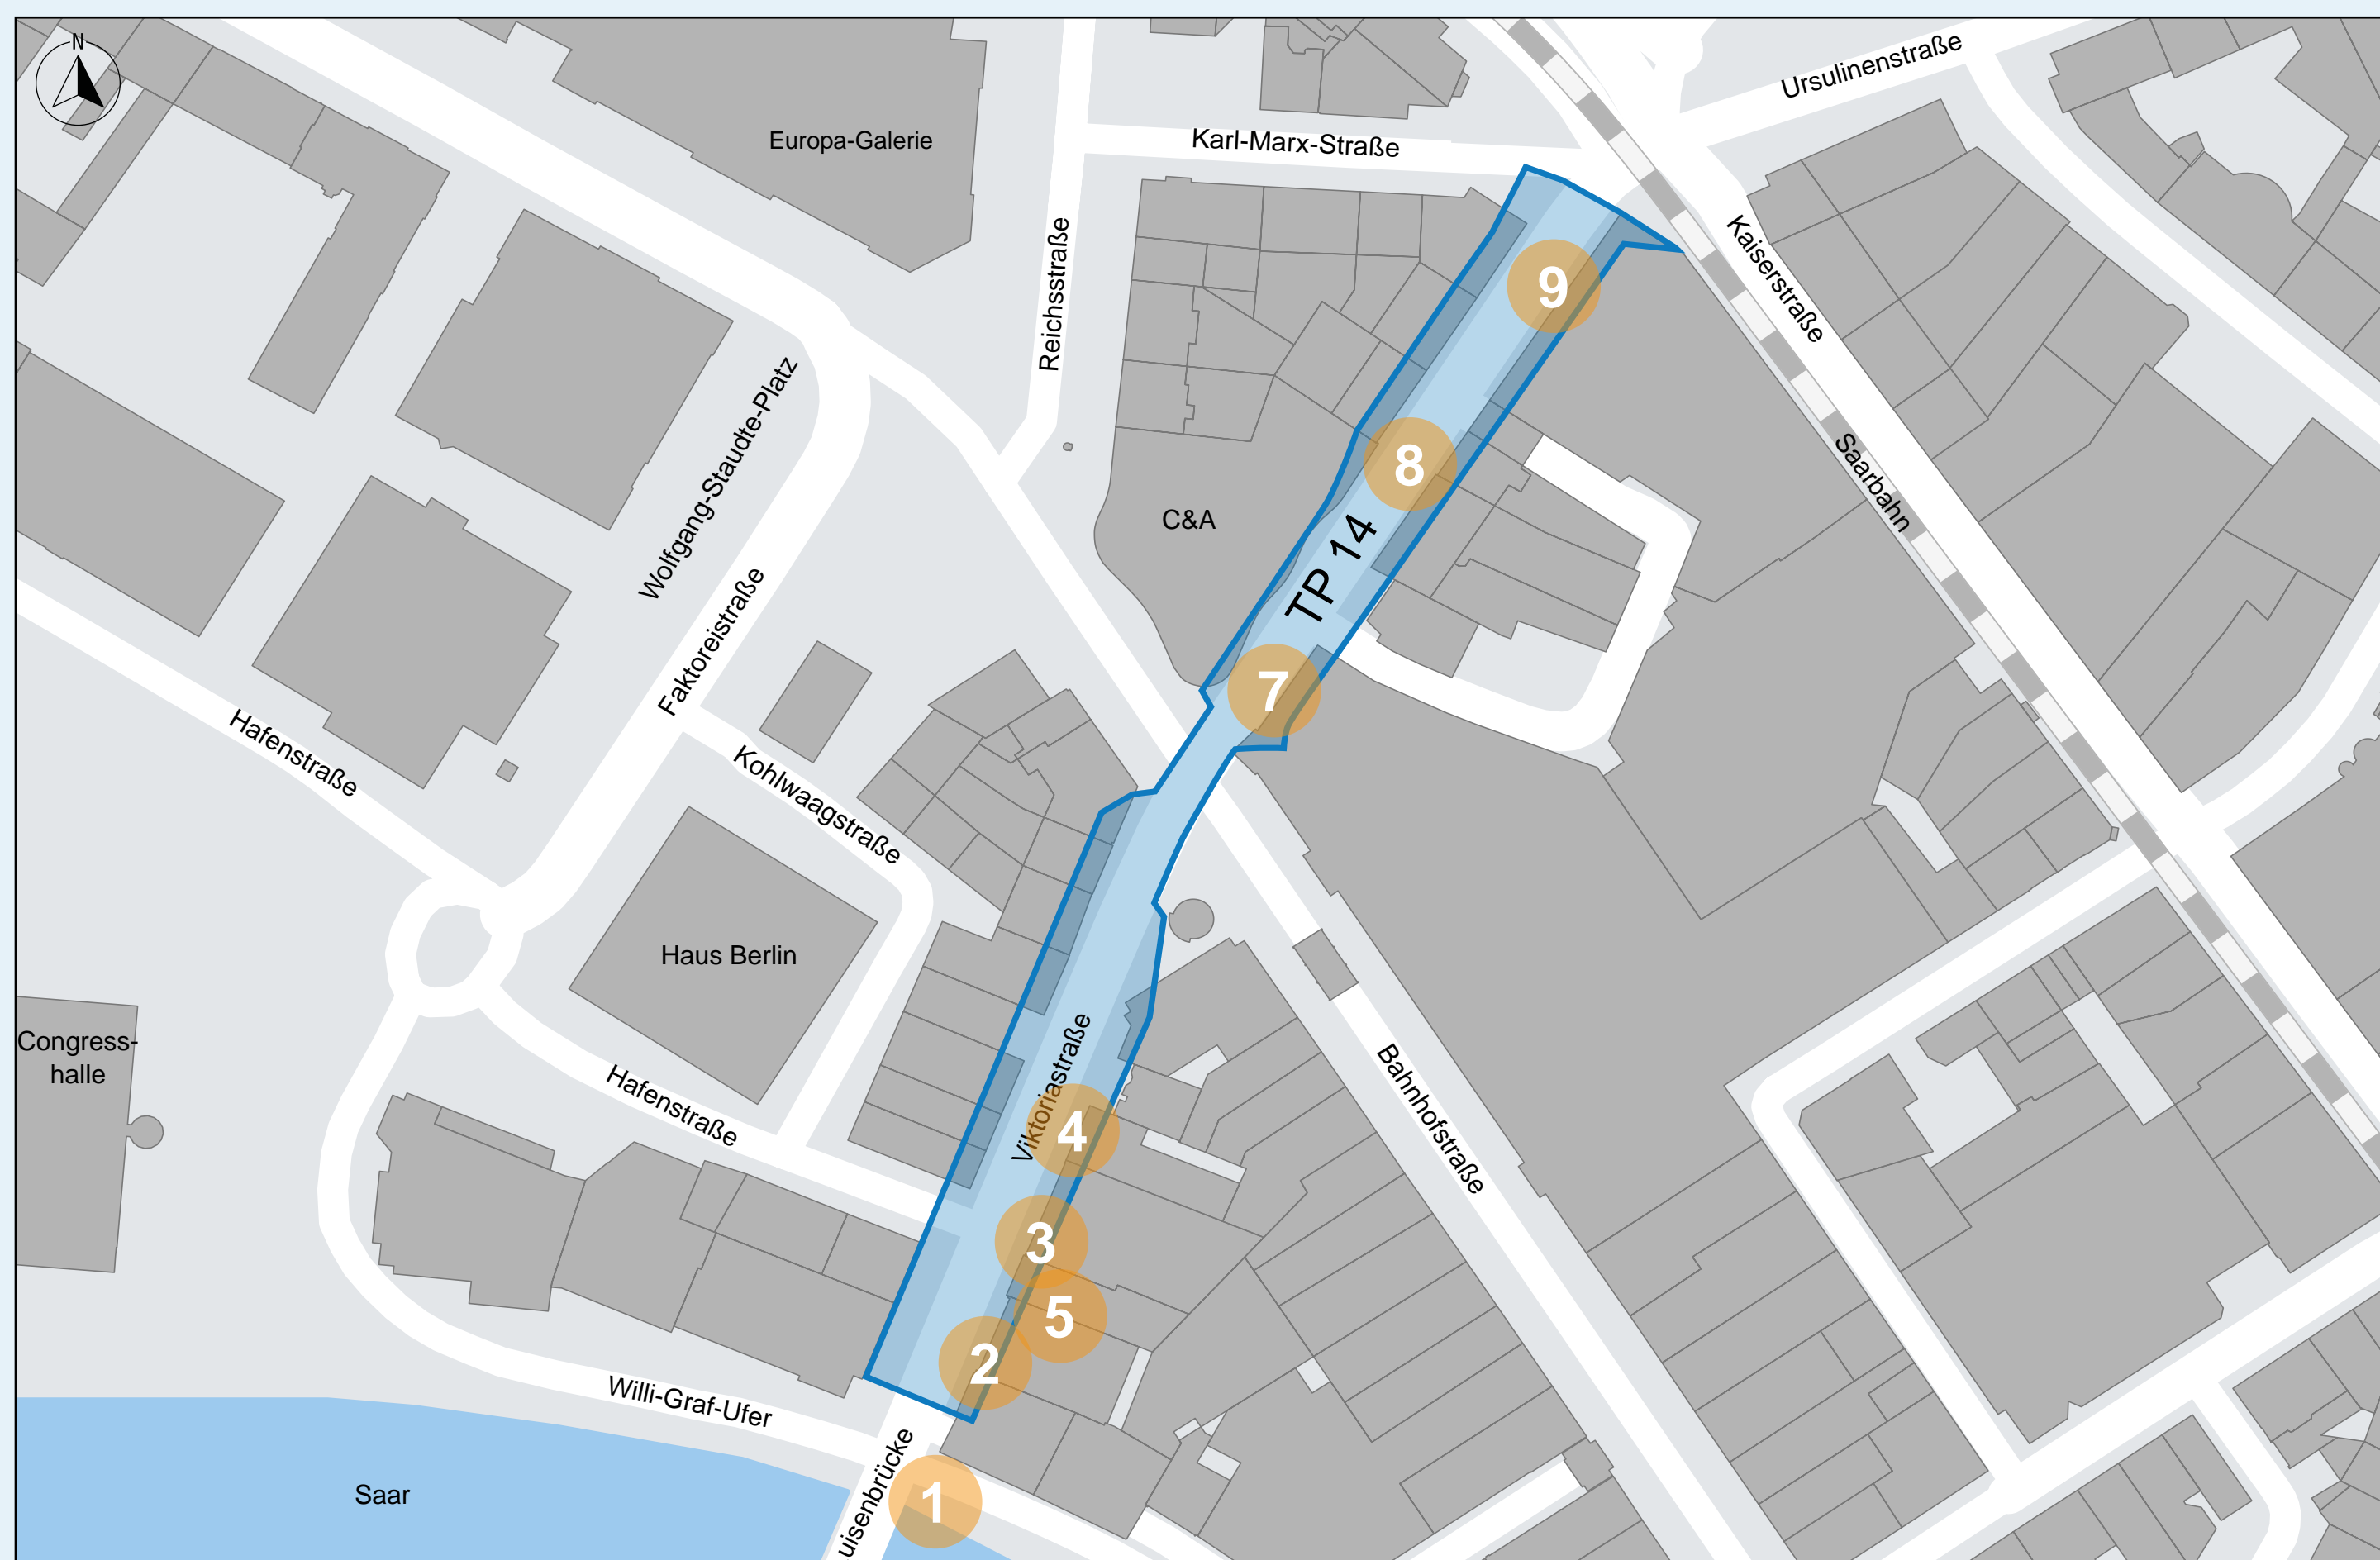 N
Europa-Galerie
Karl-Marx-Straße
Ursulinenstraße
Reichsstraße
Kaiserstraße
Wolfgang-Staudte-Platz
9
8
Saarbahn
C&A
TP 14
Faktoreistraße
7
Hafenstraße
Kohlwaagstraße
Haus Berlin
Congress-
halle
Viktoriastraße
Hafenstraße
4
Bahnhofstraße
3
5
2
Willi-Graf-Ufer
uisenbrücke
Saar
1